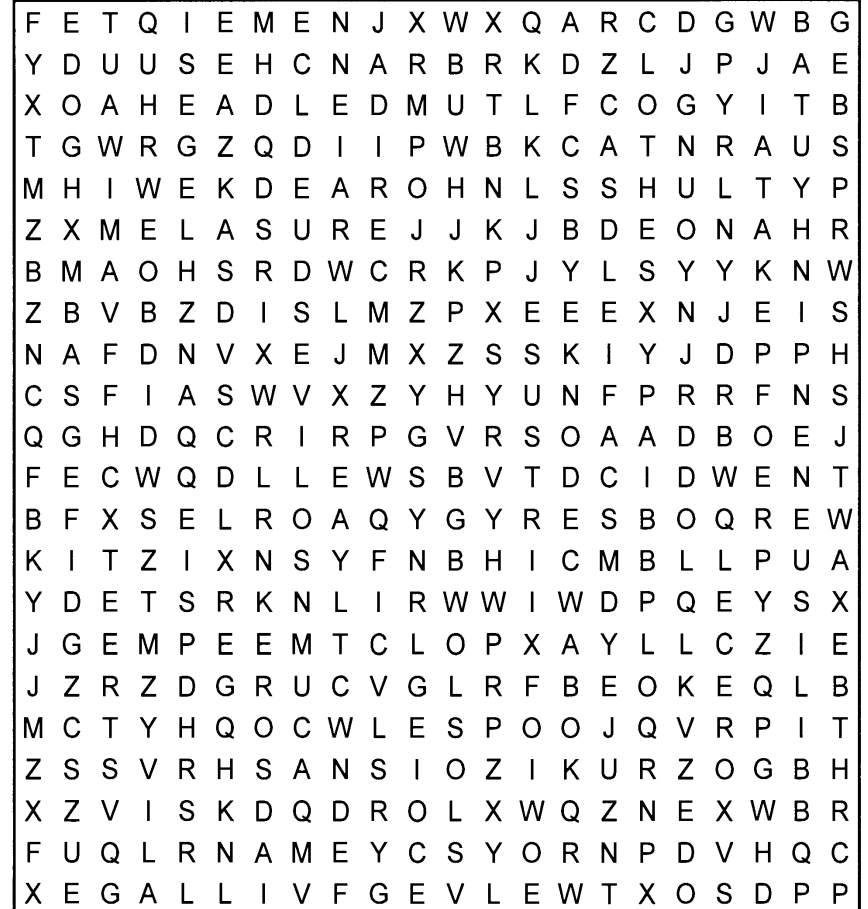 F E T Q I E M E N J X W X Q A R C D G W B G
Y D U U S E H C N A R B R K D Z L J P J A E
X O A H E A D L E D M U T L F C O G Y I T B
T G W R G Z Q D I I P W B K C A T N R A U S
M H I W E K D E A R O H N L S S H U L T Y P
Z X M E L A S U R E J J K J B D E O N A H R
B M A O H S R D W C R K P J Y L S Y Y K N W
Z B V B Z D I S L M Z P X E E E X N J E I S
N A F D N V X E J M X Z S S K I Y J D P P H
C S F I A S W V X Z Y H Y U N F P R R F N S
Q G H D Q C R I R P G V R S O A A D B O E J
F E C W Q D L L E W S B V T D C I D W E N T
B F X S E L R O A Q Y G Y R E S B O Q R E W
K I T Z I X N S Y F N B H I C M B L L P U A
Y D E T S R K N L I R W W I W D P Q E Y S X
J G E M P E E M T C L O P X A Y L L C Z I E
J Z R Z D G R U C V G L R F B E O K E Q L B
M C T Y H Q O C W L E S P O O J Q V R P I T
Z S S V R H S A N S I O Z I K U R Z O G B H
X Z V I S K D Q D R O L X W Q Z N E X W B R
F U Q L R N A M E Y C S Y O R N P D V H Q C
X E G A L L I V F G E V L E W T X O S D P P